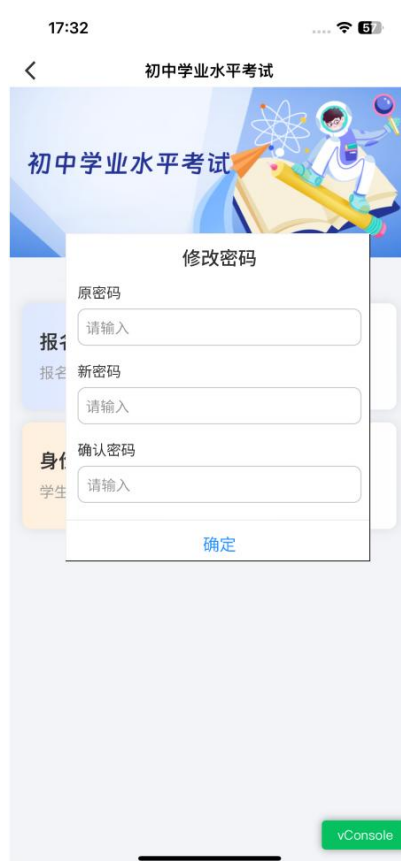 17:32
57
初中学业水平考试
初中学业水平考试
修改密码
原密码
请输入
报名
报名
新密码
请输入
确认密码
身份
请输入
学生
确定
vConsole